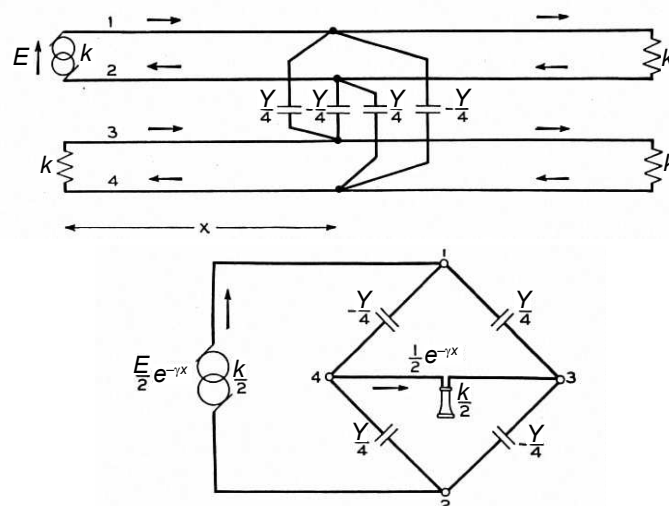 1
E k k
2
Y/4 -Y/4 Y/4 -Y/4
3
k k
4
x
1
-Y/4 Y/4
1/2 e^-γx
E/2 e^-γx k/2 4 3
k/2
Y/4 -Y/4
2